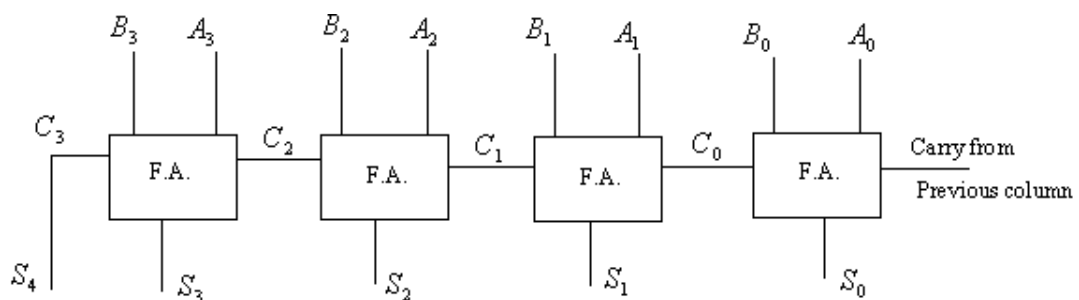 B₃ A₃ B₂ A₂ B₁ A₁ B₀ A₀
C₃ C₂ C₁ C₀ Carry from
F.A. F.A. F.A. F.A.
Previous column
S₄ S₃ S₂ S₁ S₀